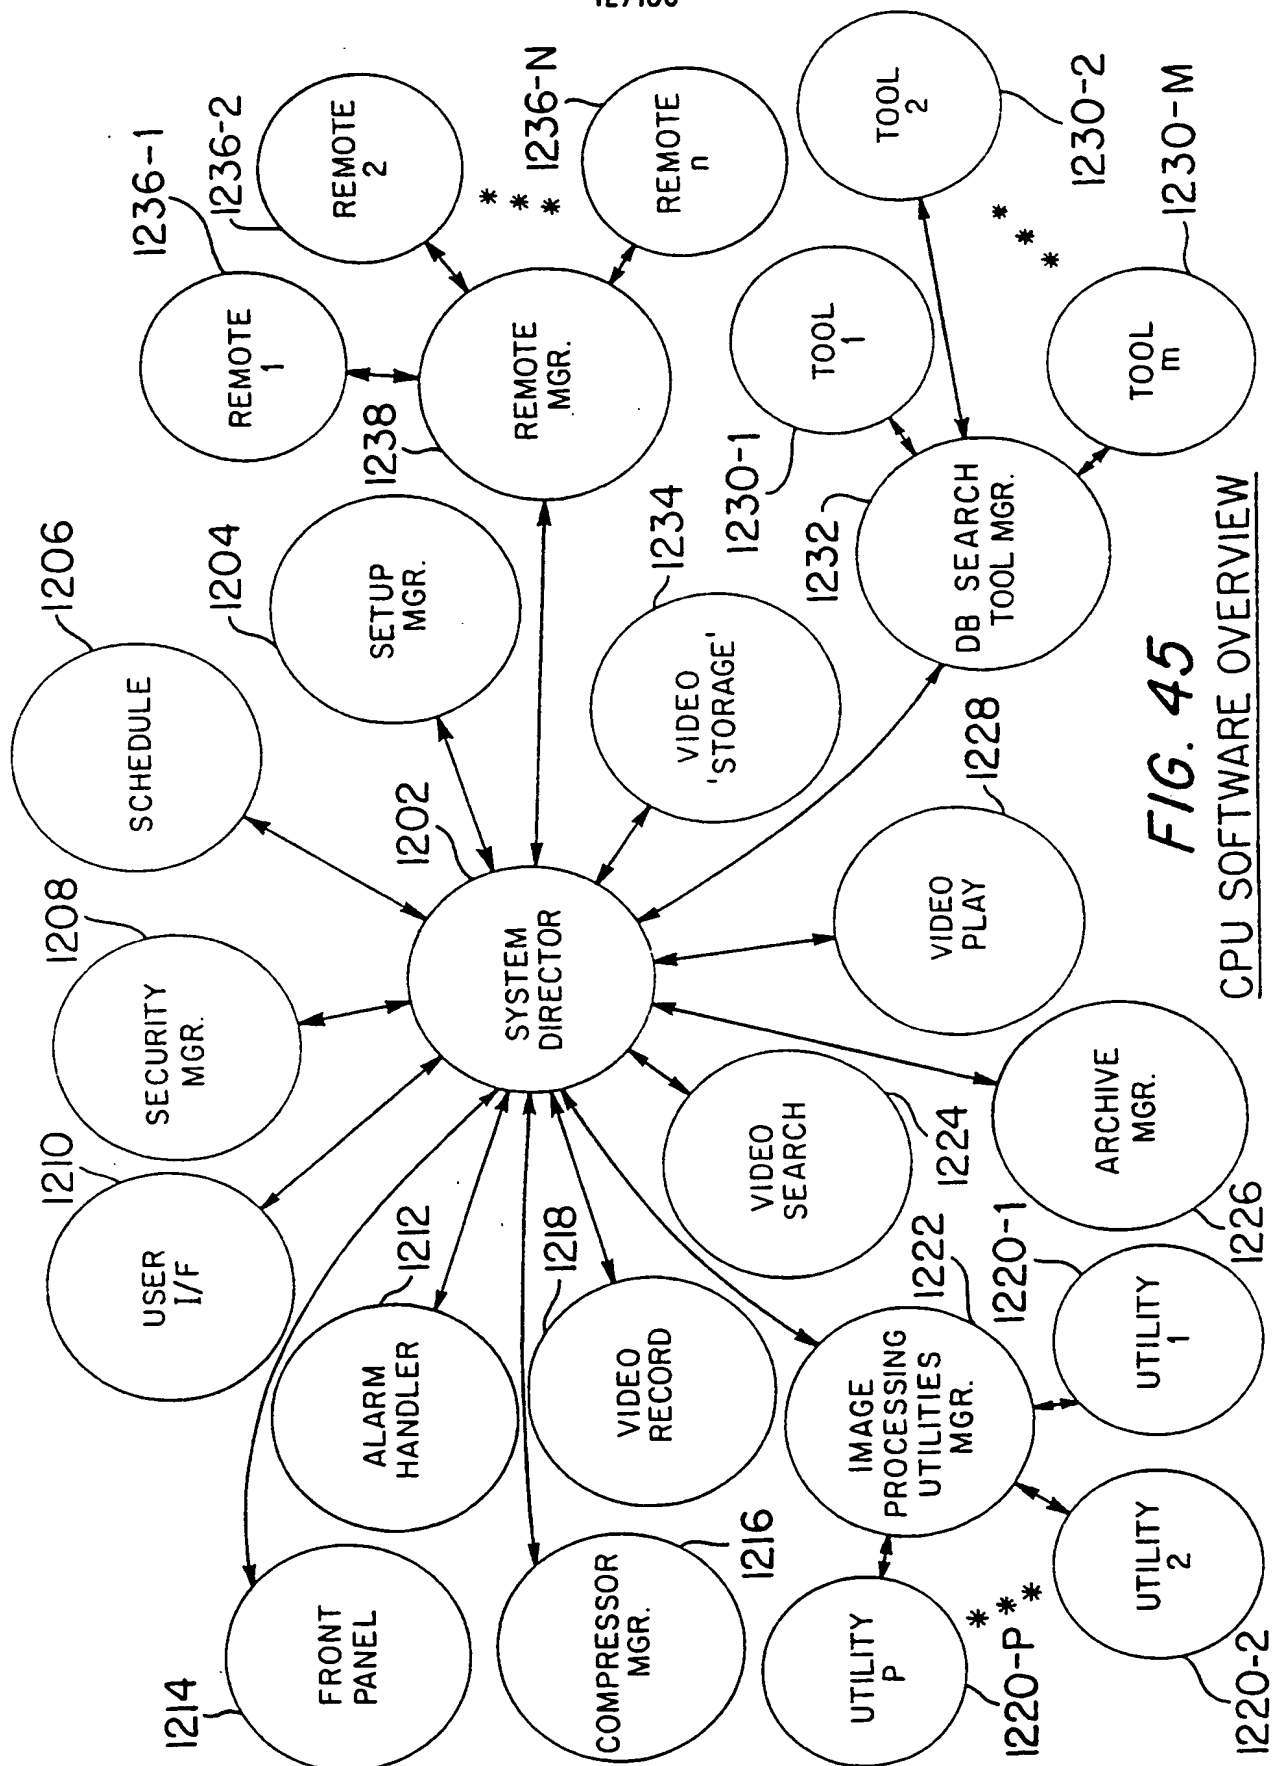 1214
FRONT
PANEL
1210
USER
I/F
1208
SECURITY
MGR.
1206
SCHEDULE
1204
SETUP
MGR.
1236-1
REMOTE
1
1236-2
REMOTE
2
* * *
1236-N
REMOTE
n
1238
REMOTE
MGR.
1212
ALARM
HANDLER
1202
SYSTEM
DIRECTOR
COMPRESSOR
MGR.
1216
1218
VIDEO
RECORD
VIDEO
SEARCH
1224
VIDEO
'STORAGE'
1234
1230-1
TOOL
1
TOOL
2
1230-2
* * *
TOOL
m
1230-M
1232
DB SEARCH
TOOL MGR.
VIDEO
PLAY
1228
ARCHIVE
MGR.
1226
1222
IMAGE
PROCESSING
UTILITIES
MGR.
UTILITY
P
1220-P
* * *
UTILITY
2
1220-2
1220-1
UTILITY
1
FIG. 45
CPU SOFTWARE OVERVIEW